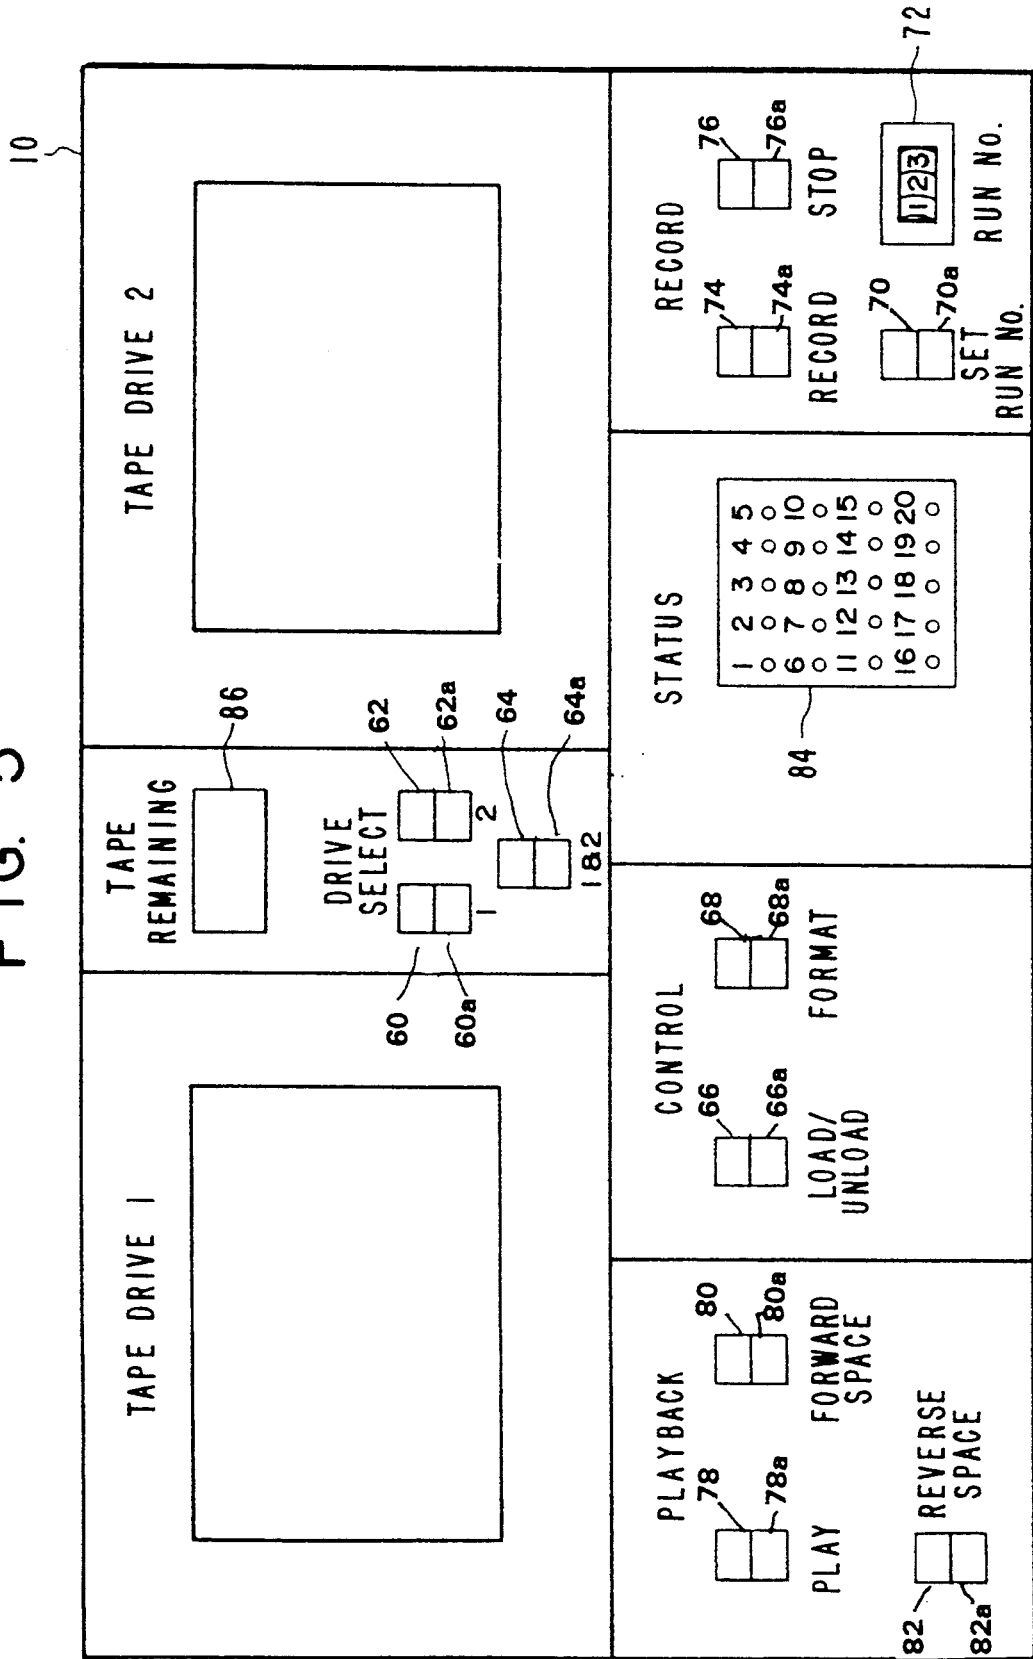 FIG. 5
10
TAPE DRIVE 1
TAPE
REMAINING
86
DRIVE
SELECT
60
60a
1
62
62a
2
64
64a
1&2
TAPE DRIVE 2
PLAYBACK
78
78a
PLAY
80
80a
FORWARD
SPACE
82
82a
REVERSE
SPACE
CONTROL
66
66a
LOAD/
UNLOAD
68
68a
FORMAT
STATUS
1 2 3 4 5
6 7 8 9 10
11 12 13 14 15
16 17 18 19 20
84
RECORD
74
74a
RECORD
76
76a
STOP
70
70a
SET
RUN No.
123
RUN No.
72